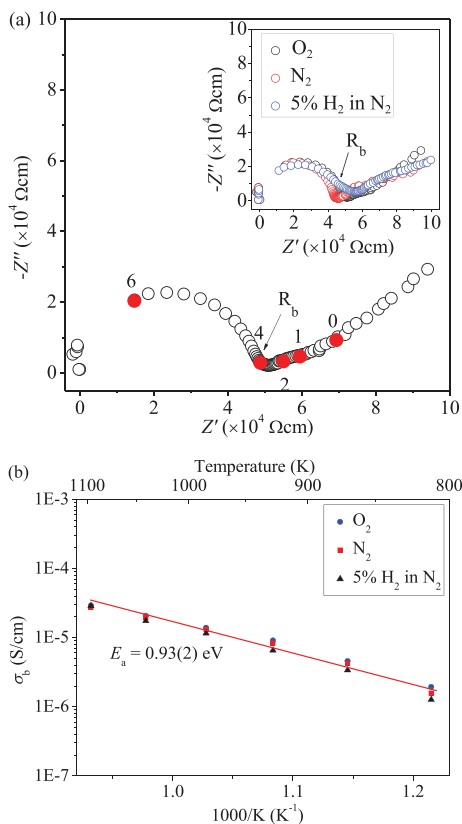 (a)
-Z″ (×10⁴ Ωcm)
10
8
6
4
2
0
2
4
6
8
10
Z′ (×10⁴ Ωcm)
6
4
R_b
2
1
0
O₂
N₂
5% H₂ in N₂
R_b
-Z″ (×10⁴ Ωcm)
10
8
6
4
2
0
0
2
4
6
8
10
Z′ (×10⁴ Ωcm)
(b)
Temperature (K)
1100
1000
900
800
1E-3
1E-4
1E-5
1E-6
1E-7
σ_b (S/cm)
O₂
N₂
5% H₂ in N₂
E_a = 0.93(2) eV
1.0
1.1
1.2
1000/K (K⁻¹)